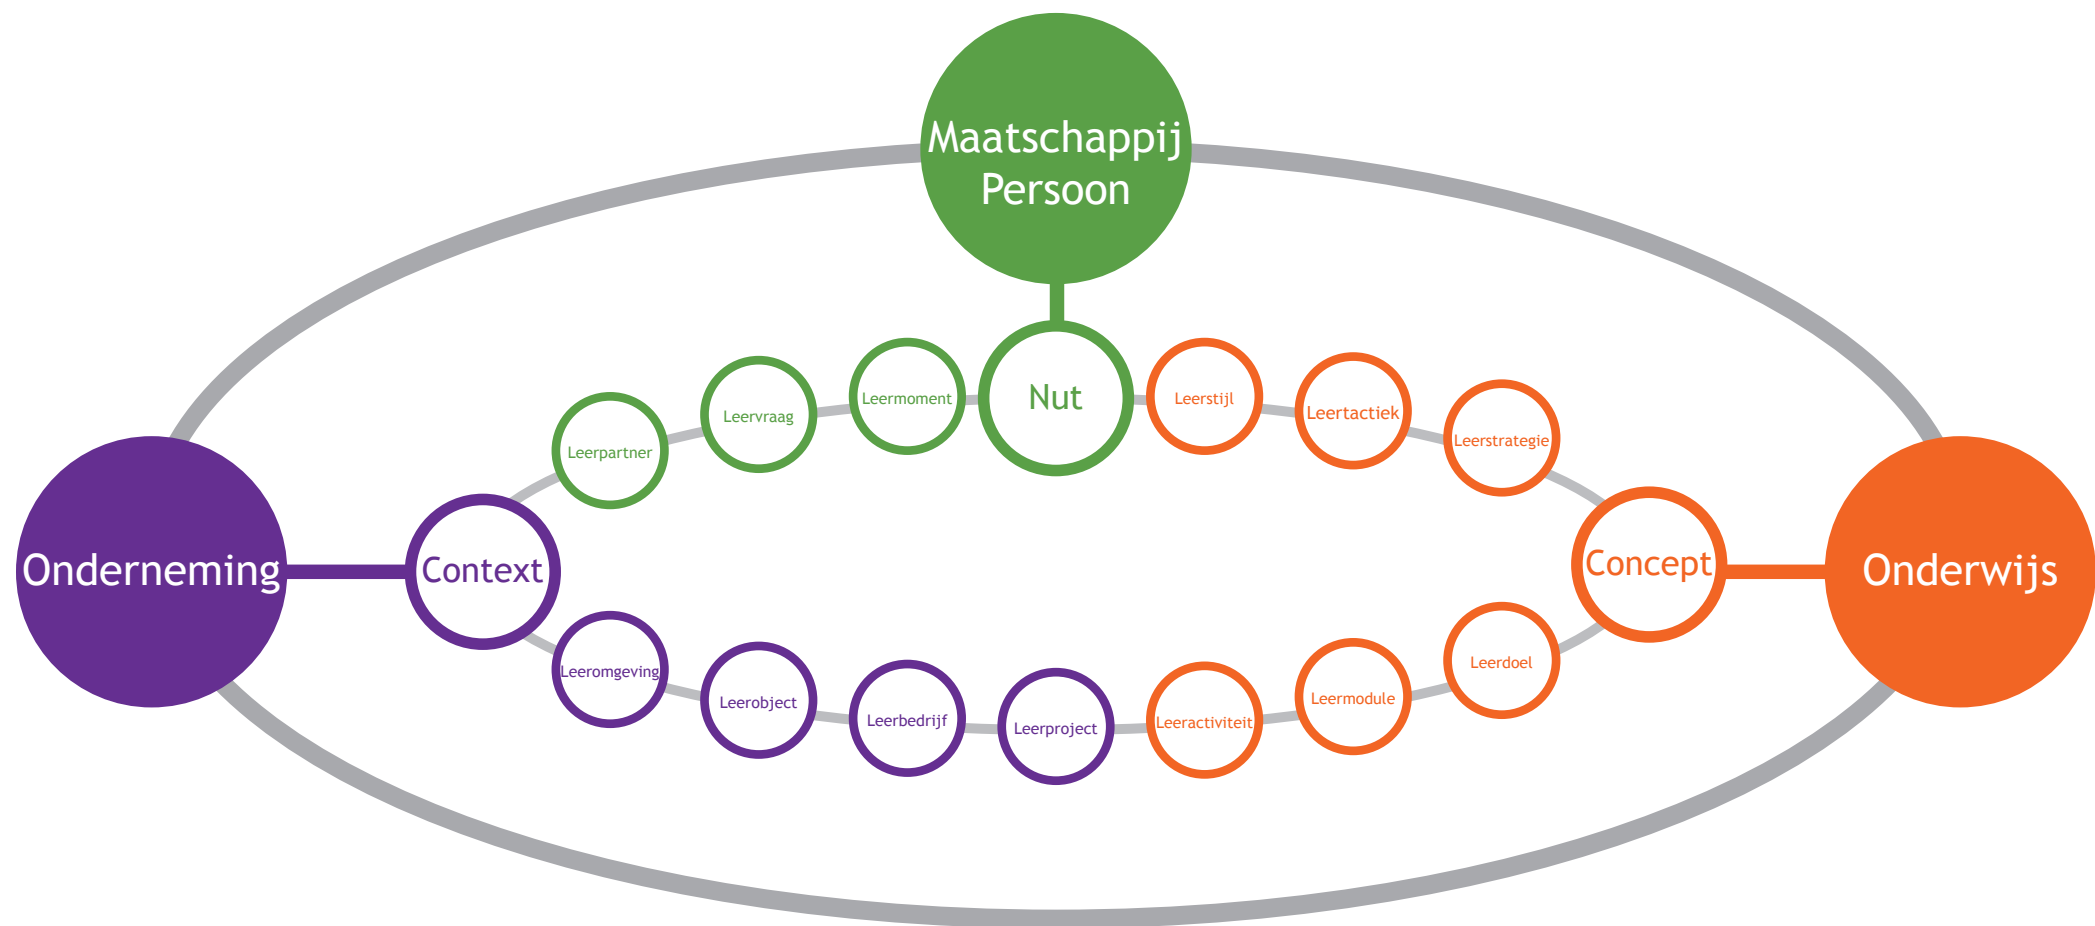 Maatschappij
Persoon
Nut
Leermoment
Leervraag
Leerpartner
Leerstijl
Leertactiek
Leerstrategie
Onderneming
Context
Concept
Onderwijs
Leeromgeving
Leerobject
Leerbedrijf
Leerproject
Leeractiviteit
Leermodule
Leerdoel